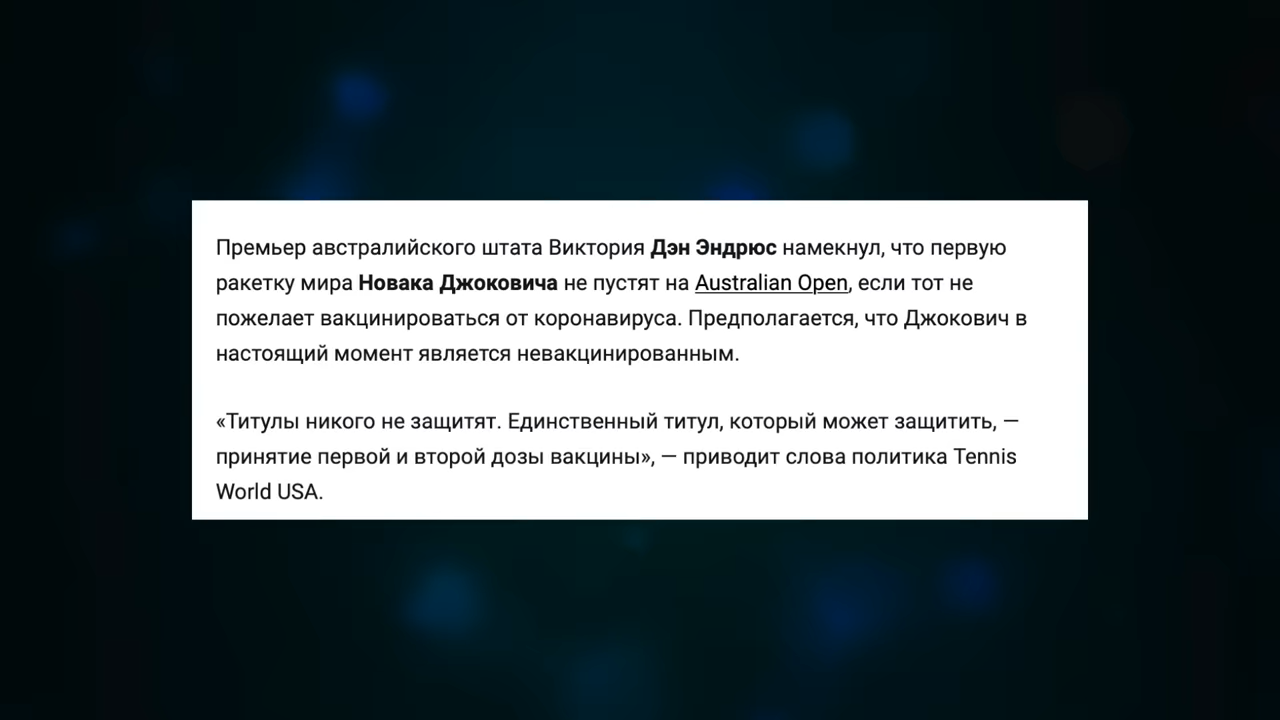 Премьер австралийского штата Виктория Дэн Эндрюс намекнул, что первую
ракетку мира Новака Джоковича не пустят на Australian Open, если тот не
пожелает вакцинироваться от коронавируса. Предполагается, что Джокович в
настоящий момент является невакцинированным.
«Титулы никого не защитят. Единственный титул, который может защитить, —
принятие первой и второй дозы вакцины», — приводит слова политика Tennis
World USA.